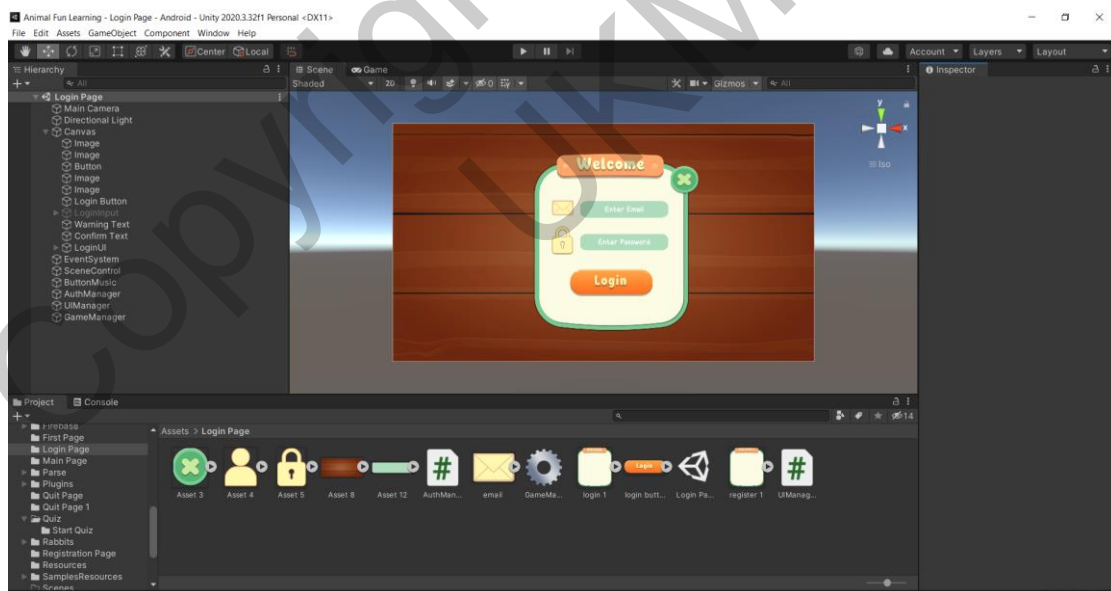 Animal Fun Learning - Login Page - Android - Unity 2020.3.32f1 Personal <DX11>
File Edit Assets GameObject Component Window Help
Center Local
Account Layers Layout
Hierarchy
Scene Game
Inspector
All
Shaded 2D 0 Gizmos All
Login Page
Main Camera
Directional Light
Canvas
Image
Image
Button
Image
Image
Login Button
LoginInput
Warning Text
Confirm Text
LoginUI
EventSystem
SceneControl
ButtonMusic
AuthManager
UIManager
GameManager
y
x
Iso
Welcome
Enter Email
Enter Password
Login
Project Console
14
Firebase
First Page
Login Page
Main Page
Parse
Plugins
Quit Page
Quit Page 1
Quiz
Start Quiz
Rabbits
Registration Page
Resources
SamplesResources
Scenes
Assets > Login Page
Login
Asset 3 Asset 4 Asset 5 Asset 8 Asset 12 AuthMan... email GameMa... login 1 login butt... Login Pa... register 1 UIManag...
Copyright
UKM